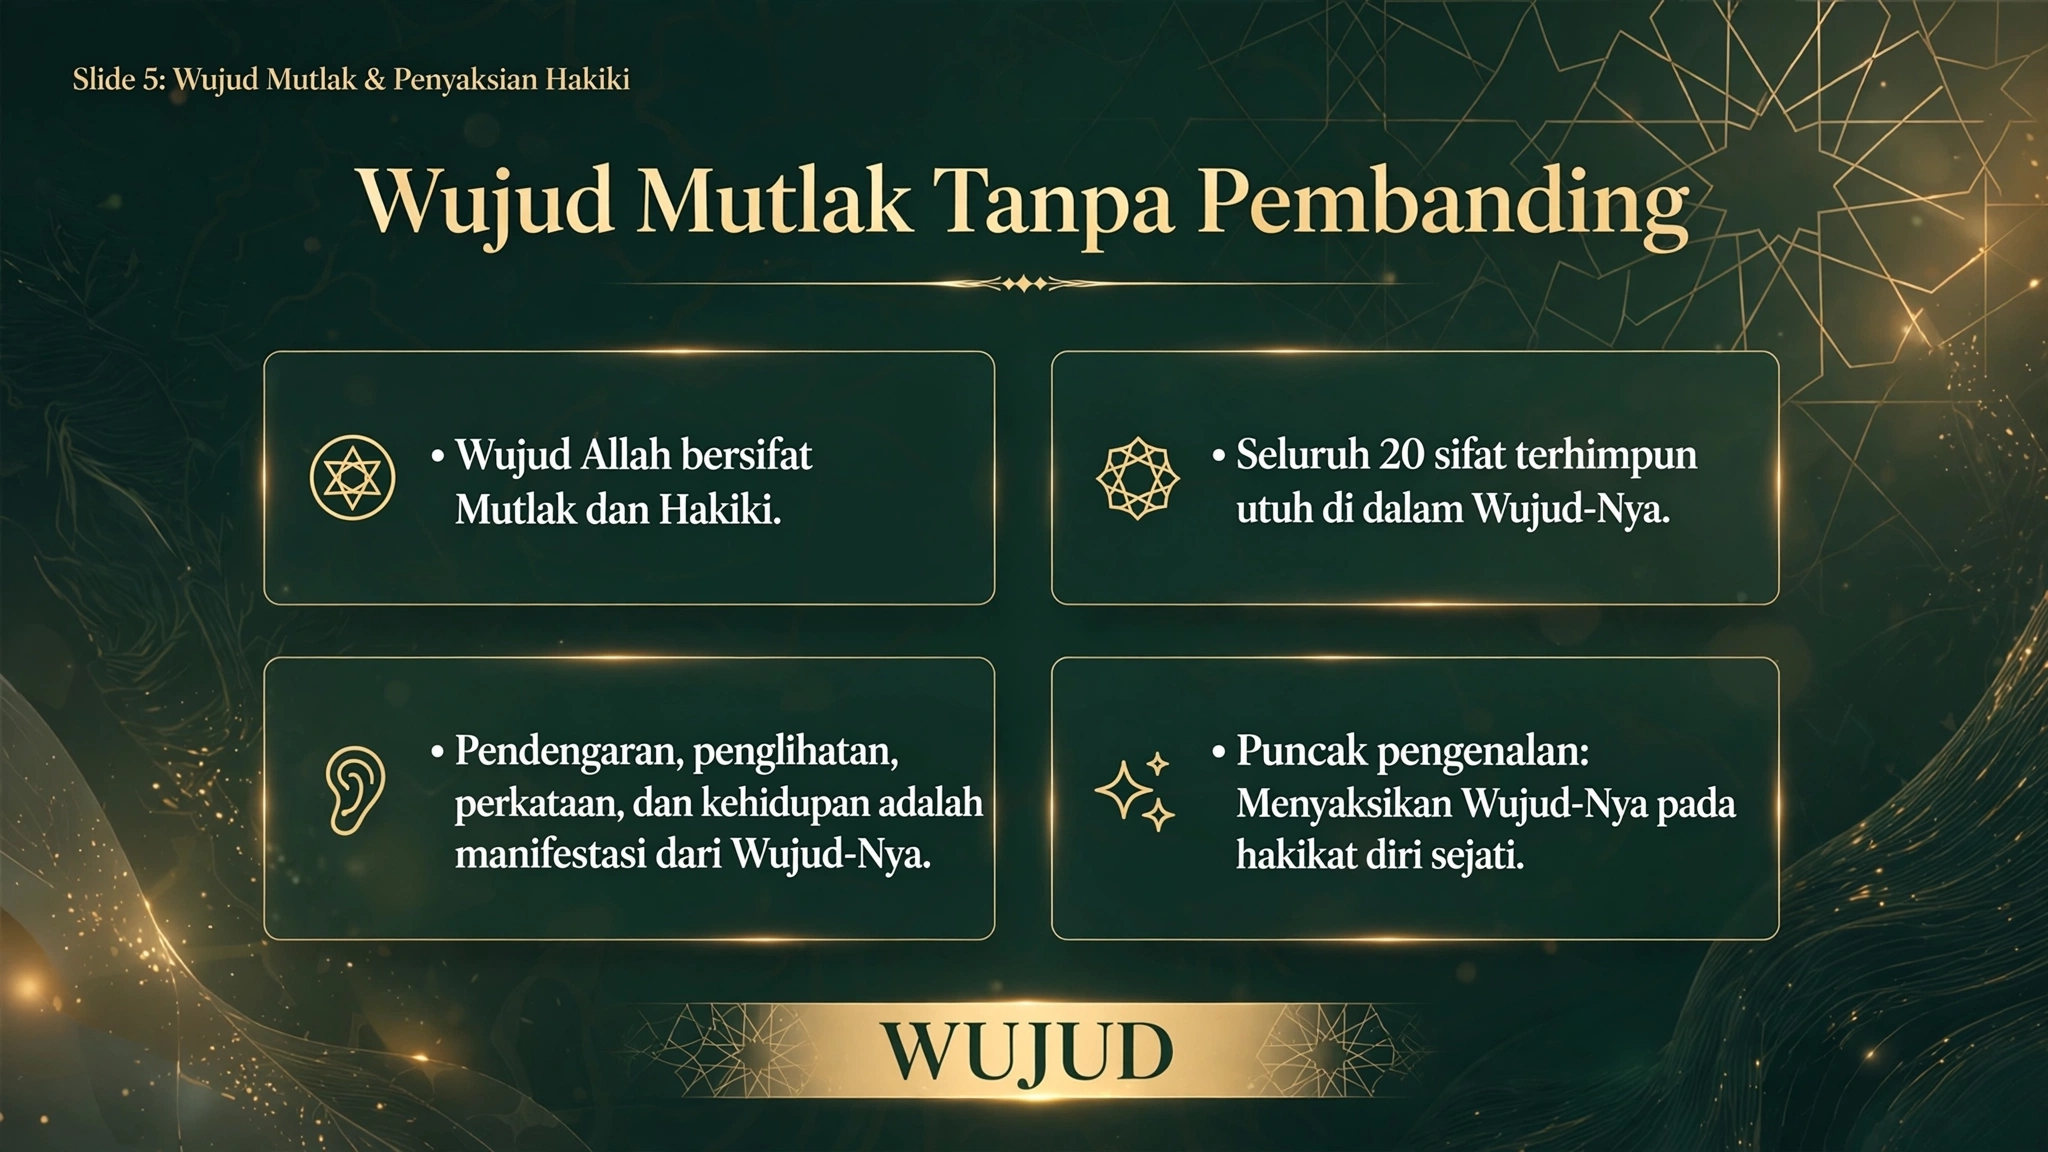 Slide 5: Wujud Mutlak & Penyaksian Hakiki
Wujud Mutlak Tanpa Pembanding
• Wujud Allah bersifat
Mutlak dan Hakiki.
• Seluruh 20 sifat terhimpun
utuh di dalam Wujud-Nya.
• Pendengaran, penglihatan,
perkataan, dan kehidupan adalah
manifestasi dari Wujud-Nya.
• Puncak pengenalan:
Menyaksikan Wujud-Nya pada
hakikat diri sejati.
WUJUD